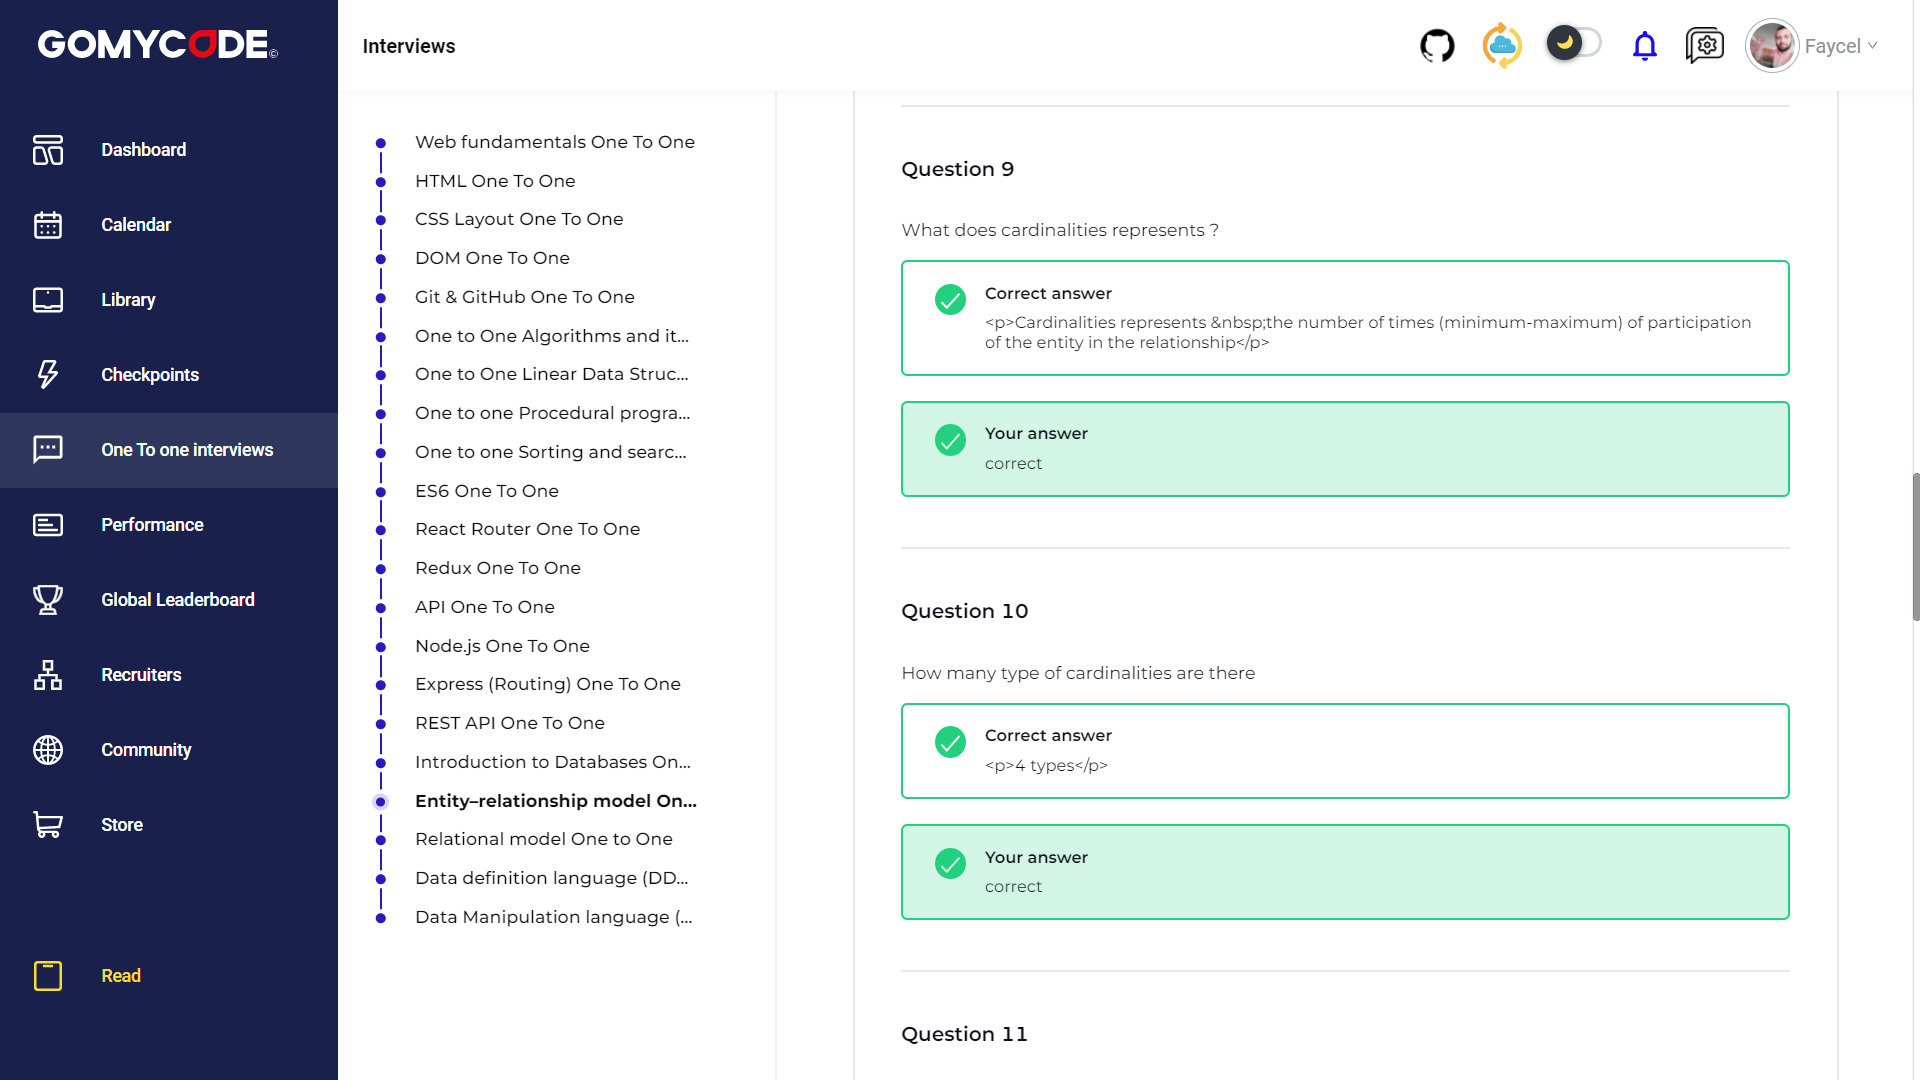 GOMYCODE©
Interviews
Faycel
Dashboard
Calendar
Library
Checkpoints
One To one interviews
Performance
Global Leaderboard
Recruiters
Community
Store
Read
Web fundamentals One To One
HTML One To One
CSS Layout One To One
DOM One To One
Git & GitHub One To One
One to One Algorithms and it...
One to One Linear Data Struc...
One to one Procedural progra...
One to one Sorting and searc...
ES6 One To One
React Router One To One
Redux One To One
API One To One
Node.js One To One
Express (Routing) One To One
REST API One To One
Introduction to Databases On...
Entity–relationship model On...
Relational model One to One
Data definition language (DD...
Data Manipulation language (...
Question 9
What does cardinalities represents ?
Correct answer
<p>Cardinalities represents &nbsp;the number of times (minimum-maximum) of participation
of the entity in the relationship</p>
Your answer
correct
Question 10
How many type of cardinalities are there
Correct answer
<p>4 types</p>
Your answer
correct
Question 11